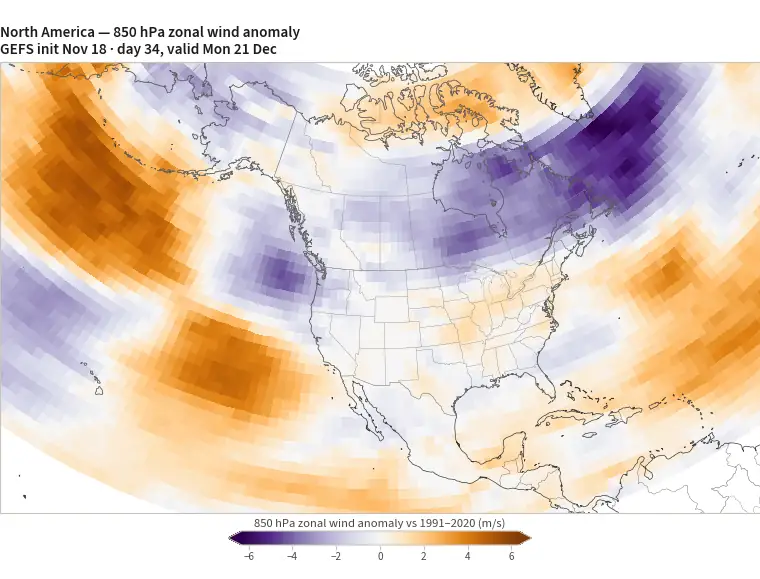 North America — 850 hPa zonal wind anomaly
GEFS init Nov 18 · day 34, valid Mon 21 Dec
850 hPa zonal wind anomaly vs 1991–2020 (m/s)
−6 −4 −2 0 2 4 6